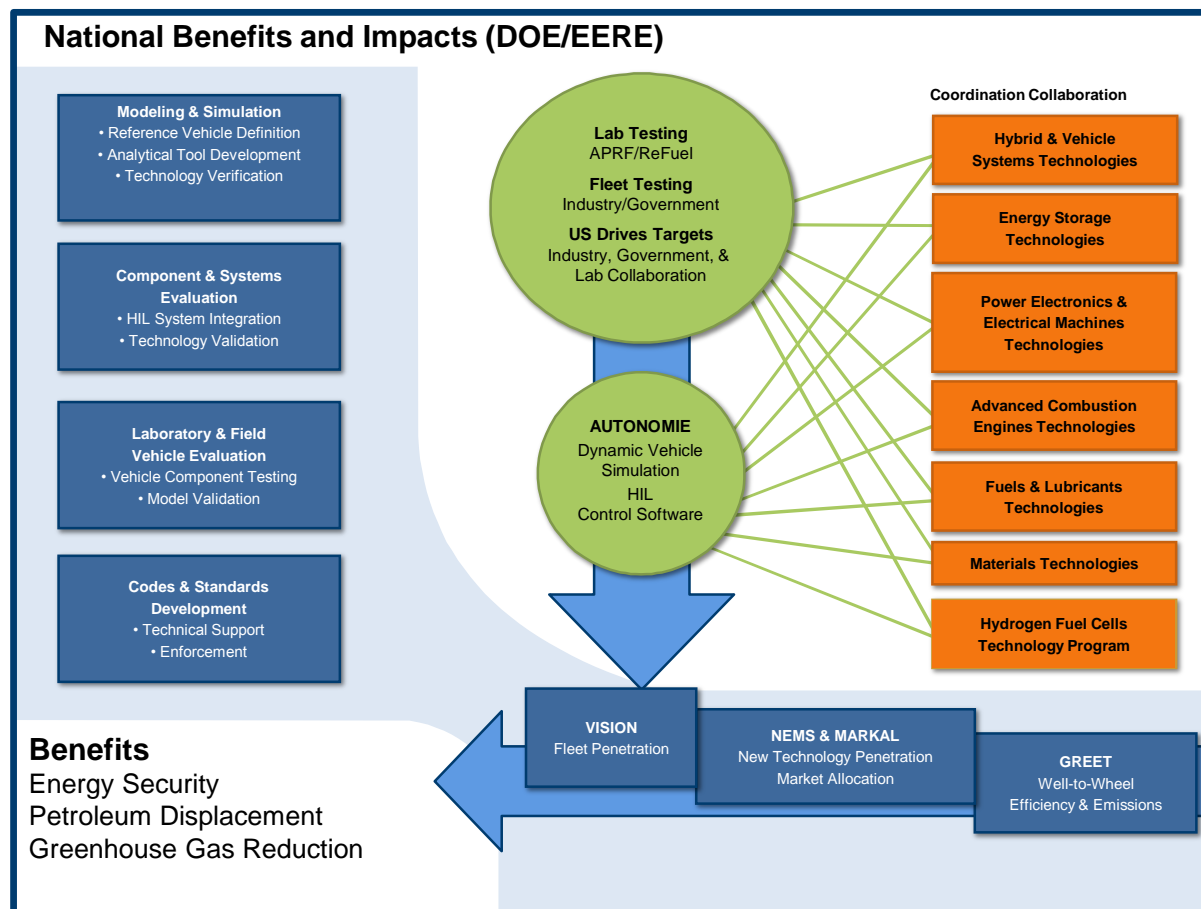 National Benefits and Impacts (DOE/EERE)
Modeling & Simulation
• Reference Vehicle Definition
• Analytical Tool Development
• Technology Verification
Component & Systems
Evaluation
• HIL System Integration
• Technology Validation
Laboratory & Field
Vehicle Evaluation
• Vehicle Component Testing
• Model Validation
Codes & Standards
Development
• Technical Support
• Enforcement
Lab Testing
APRF/ReFuel
Fleet Testing
Industry/Government
US Drives Targets
Industry, Government, &
Lab Collaboration
AUTONOMIE
Dynamic Vehicle
Simulation
HIL
Control Software
Coordination Collaboration
Hybrid & Vehicle
Systems Technologies
Energy Storage
Technologies
Power Electronics &
Electrical Machines
Technologies
Advanced Combustion
Engines Technologies
Fuels & Lubricants
Technologies
Materials Technologies
Hydrogen Fuel Cells
Technology Program
VISION
Fleet Penetration
NEMS & MARKAL
New Technology Penetration
Market Allocation
GREET
Well-to-Wheel
Efficiency & Emissions
Benefits
Energy Security
Petroleum Displacement
Greenhouse Gas Reduction